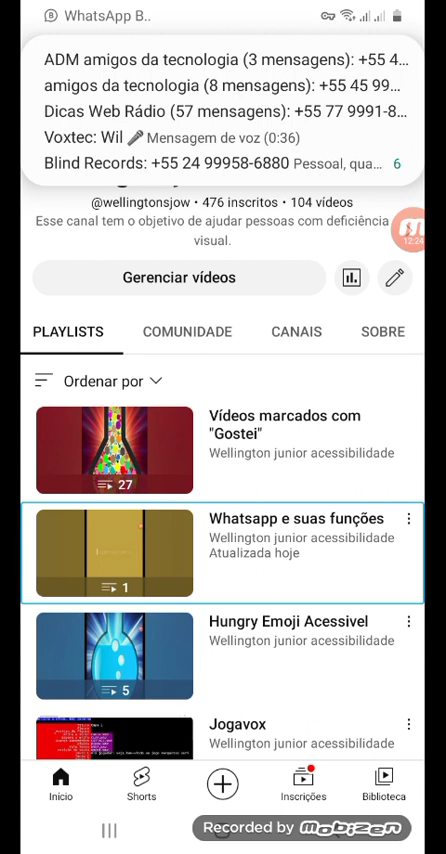 WhatsApp B..
ADM amigos da tecnologia (3 mensagens): +55 4...
amigos da tecnologia (8 mensagens): +55 45 99...
Dicas Web Rádio (57 mensagens): +55 77 9991-8...
Voxtec: Wil 🎤 Mensagem de voz (0:36)
Blind Records: +55 24 99958-6880 Pessoal, qua... 6
@wellingtonsjow • 476 inscritos • 104 vídeos
Esse canal tem o objetivo de ajudar pessoas com deficiência
visual.
12:24
Gerenciar vídeos
PLAYLISTS COMUNIDADE CANAIS SOBRE
Ordenar por
27
Vídeos marcados com
"Gostei"
Wellington junior acessibilidade
1
Whatsapp e suas funções
Wellington junior acessibilidade
Atualizada hoje
5
Hungry Emoji Acessivel
Wellington junior acessibilidade
Jogavox
Wellington junior acessibilidade
Início Shorts Inscrições Biblioteca
Recorded by Mobizen